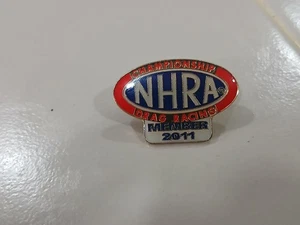 CHAMPIONSHIP
NHRA®
DRAG RACING
MEMBER
2011